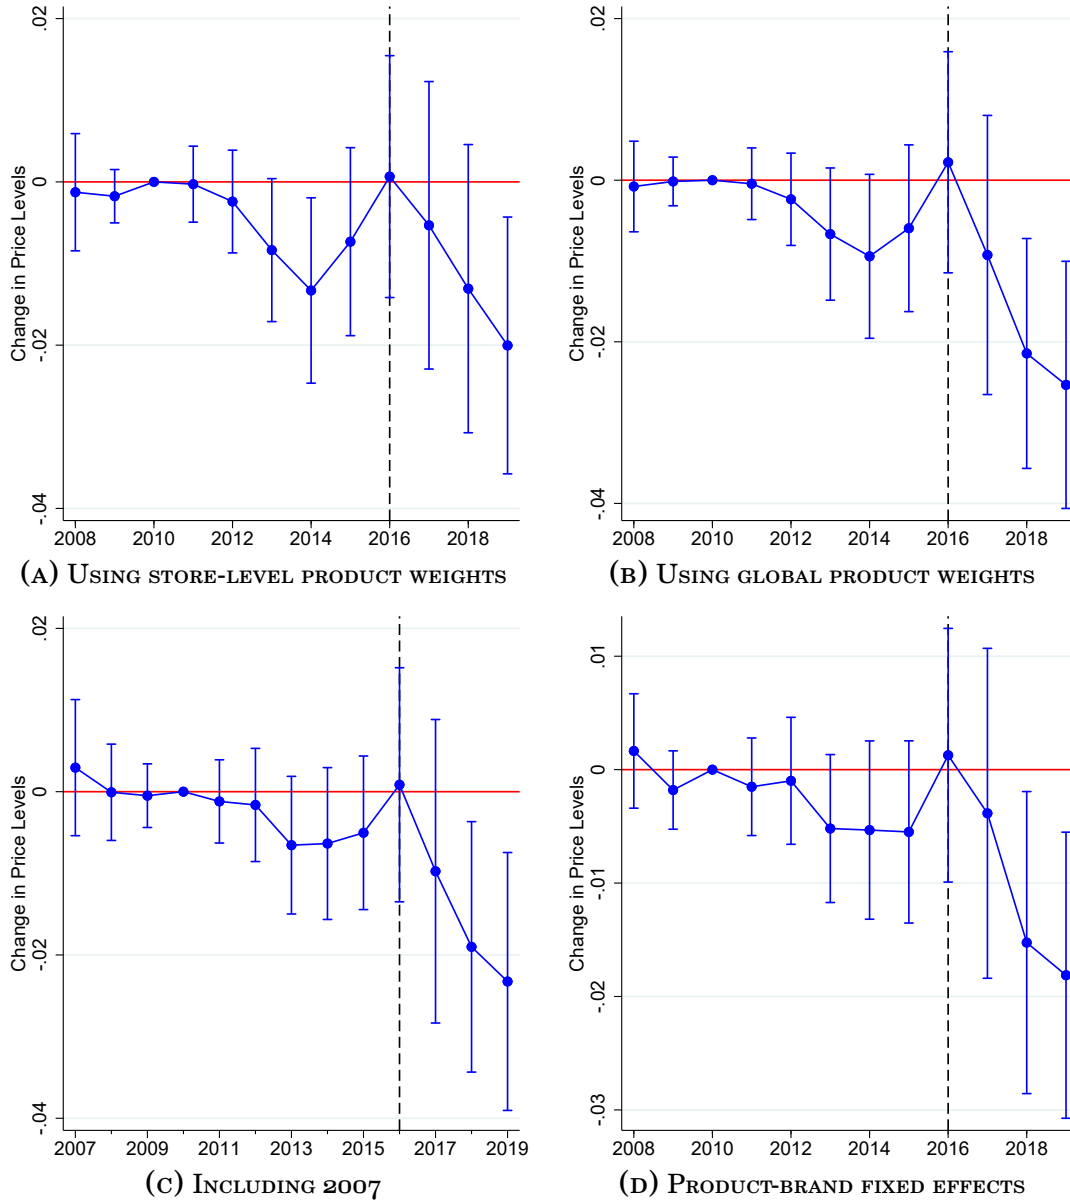 .02
0
-.02
-.04
Change in Price Levels
2008 2010 2012 2014 2016 2018
(A) Using store-level product weights
.02
0
-.02
-.04
Change in Price Levels
2008 2010 2012 2014 2016 2018
(B) Using global product weights
.02
0
-.02
-.04
Change in Price Levels
2007 2009 2011 2013 2015 2017 2019
(C) Including 2007
.01
0
-.01
-.02
-.03
Change in Price Levels
2008 2010 2012 2014 2016 2018
(D) Product-brand fixed effects